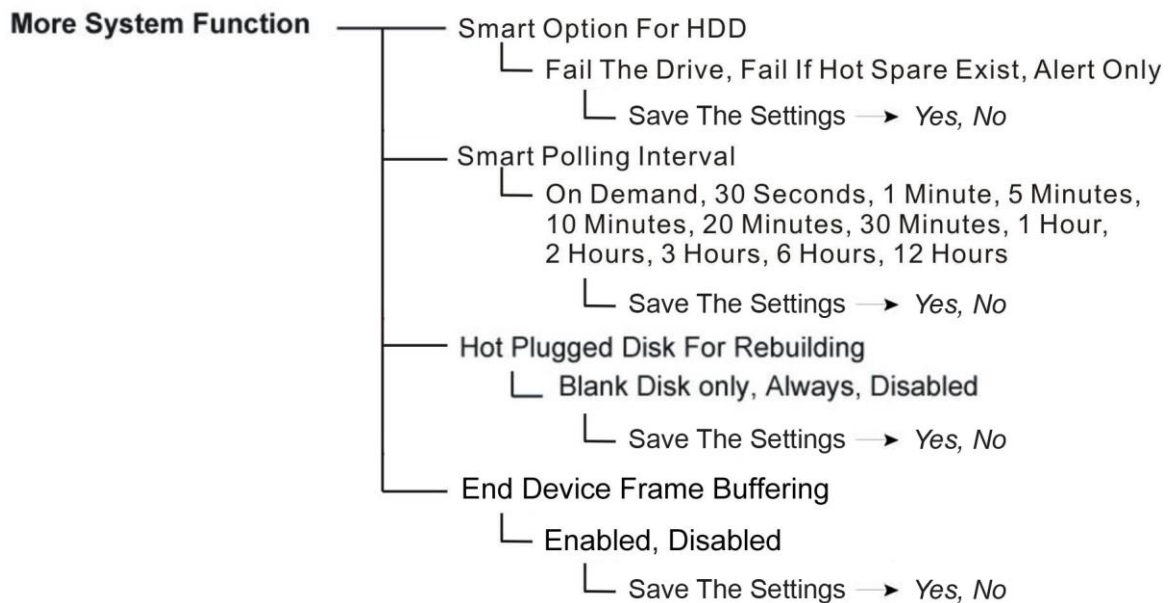 More System Function
Smart Option For HDD
Fail The Drive, Fail If Hot Spare Exist, Alert Only
Save The Settings → Yes, No
Smart Polling Interval
On Demand, 30 Seconds, 1 Minute, 5 Minutes,
10 Minutes, 20 Minutes, 30 Minutes, 1 Hour,
2 Hours, 3 Hours, 6 Hours, 12 Hours
Save The Settings → Yes, No
Hot Plugged Disk For Rebuilding
Blank Disk only, Always, Disabled
Save The Settings → Yes, No
End Device Frame Buffering
Enabled, Disabled
Save The Settings → Yes, No